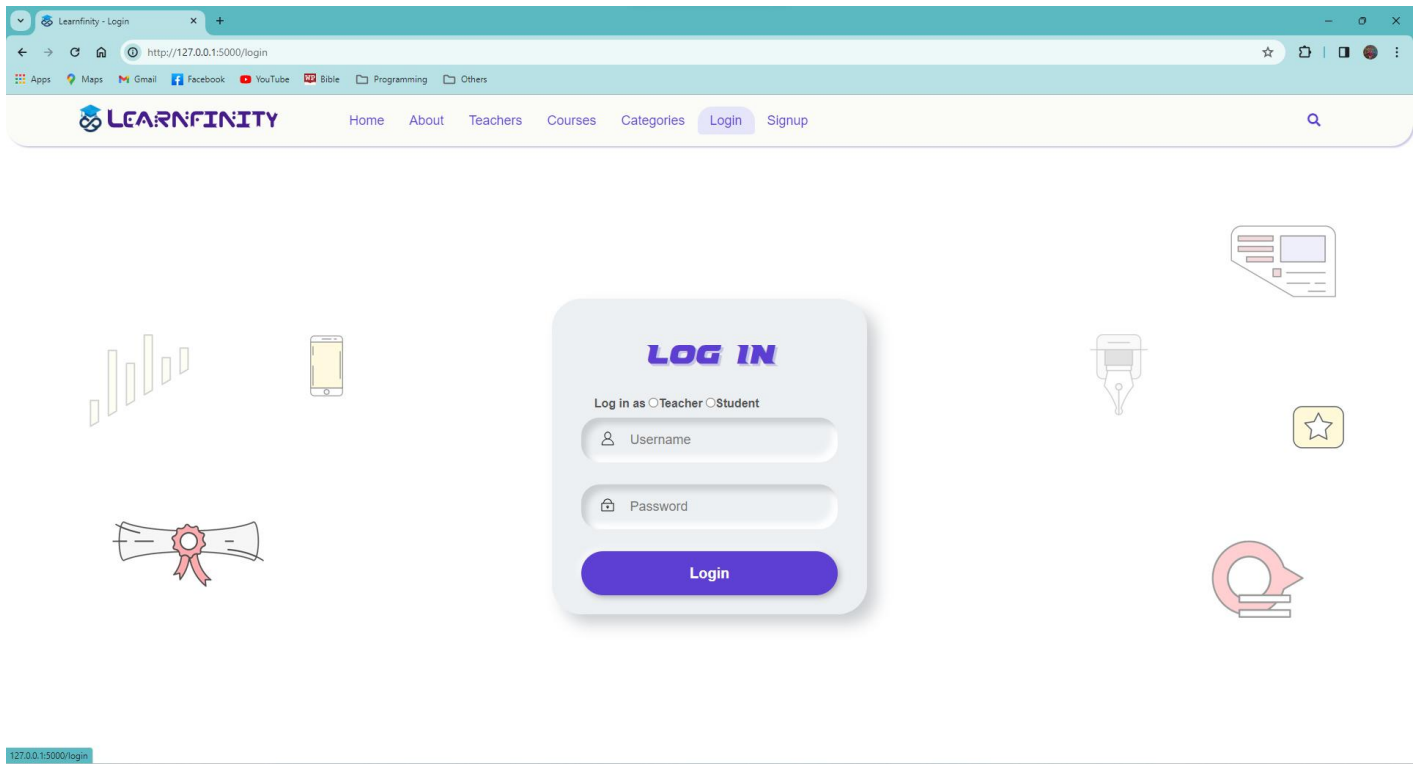 Learnfinity - Login
http://127.0.0.1:5000/login
Apps Maps Gmail Facebook YouTube Bible Programming Others
LEARNFINITY Home About Teachers Courses Categories Login Signup
LOG IN
Log in as Teacher Student
Username
Password
Login
127.0.0.1:5000/login